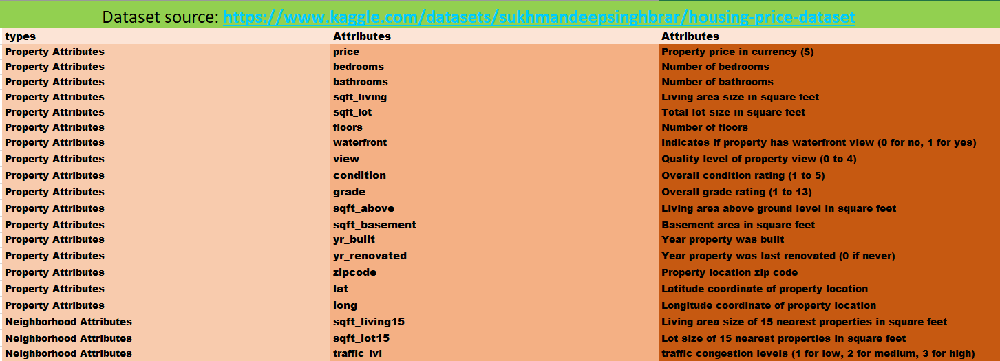 Dataset source: https://www.kaggle.com/datasets/sukhmandeepsinghbrar/housing-price-dataset
types Attributes Attributes
Property Attributes price Property price in currency ($)
Property Attributes bedrooms Number of bedrooms
Property Attributes bathrooms Number of bathrooms
Property Attributes sqft_living Living area size in square feet
Property Attributes sqft_lot Total lot size in square feet
Property Attributes floors Number of floors
Property Attributes waterfront Indicates if property has waterfront view (0 for no, 1 for yes)
Property Attributes view Quality level of property view (0 to 4)
Property Attributes condition Overall condition rating (1 to 5)
Property Attributes grade Overall grade rating (1 to 13)
Property Attributes sqft_above Living area above ground level in square feet
Property Attributes sqft_basement Basement area in square feet
Property Attributes yr_built Year property was built
Property Attributes yr_renovated Year property was last renovated (0 if never)
Property Attributes zipcode Property location zip code
Property Attributes lat Latitude coordinate of property location
Property Attributes long Longitude coordinate of property location
Neighborhood Attributes sqft_living15 Living area size of 15 nearest properties in square feet
Neighborhood Attributes sqft_lot15 Lot size of 15 nearest properties in square feet
Neighborhood Attributes traffic_lvl traffic congestion levels (1 for low, 2 for medium, 3 for high)